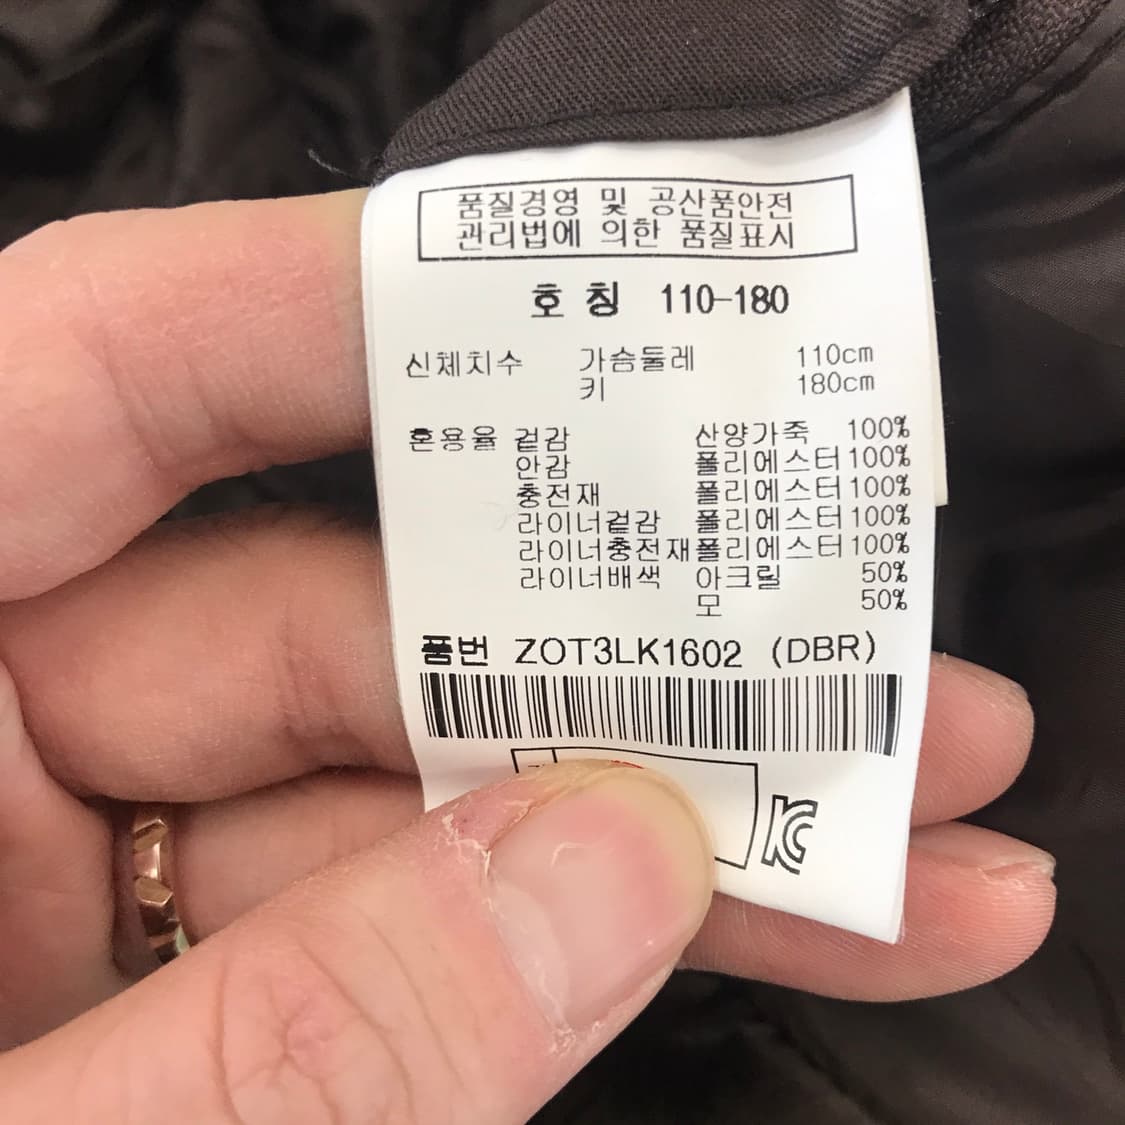 품질경영 및 공산품안전
관리법에 의한 품질표시
호 칭 110-180
신체치수 가슴둘레 110cm
키 180cm
혼용율 겉감 산양가죽 100%
안감 폴리에스터 100%
충전재 폴리에스터 100%
라이너겉감 폴리에스터 100%
라이너충전재 폴리에스터 100%
라이너배색 아크릴 50%
모 50%
품번 ZOT3LK1602 (DBR)
KC